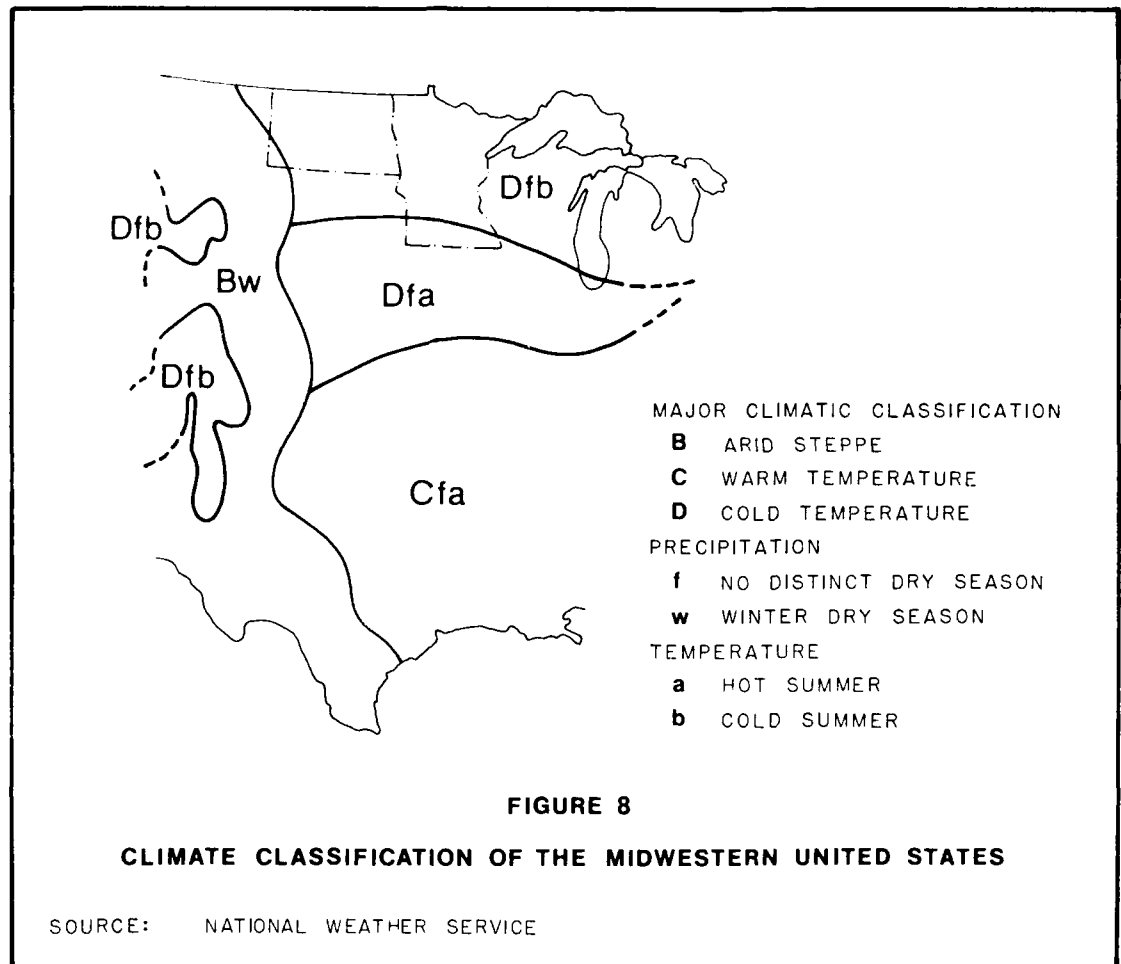 Dfb
Dfb
Bw
Dfa
Dfb
Cfa
MAJOR CLIMATIC CLASSIFICATION
B ARID STEPPE
C WARM TEMPERATURE
D COLD TEMPERATURE
PRECIPITATION
f NO DISTINCT DRY SEASON
w WINTER DRY SEASON
TEMPERATURE
a HOT SUMMER
b COLD SUMMER
FIGURE 8
CLIMATE CLASSIFICATION OF THE MIDWESTERN UNITED STATES
SOURCE: NATIONAL WEATHER SERVICE